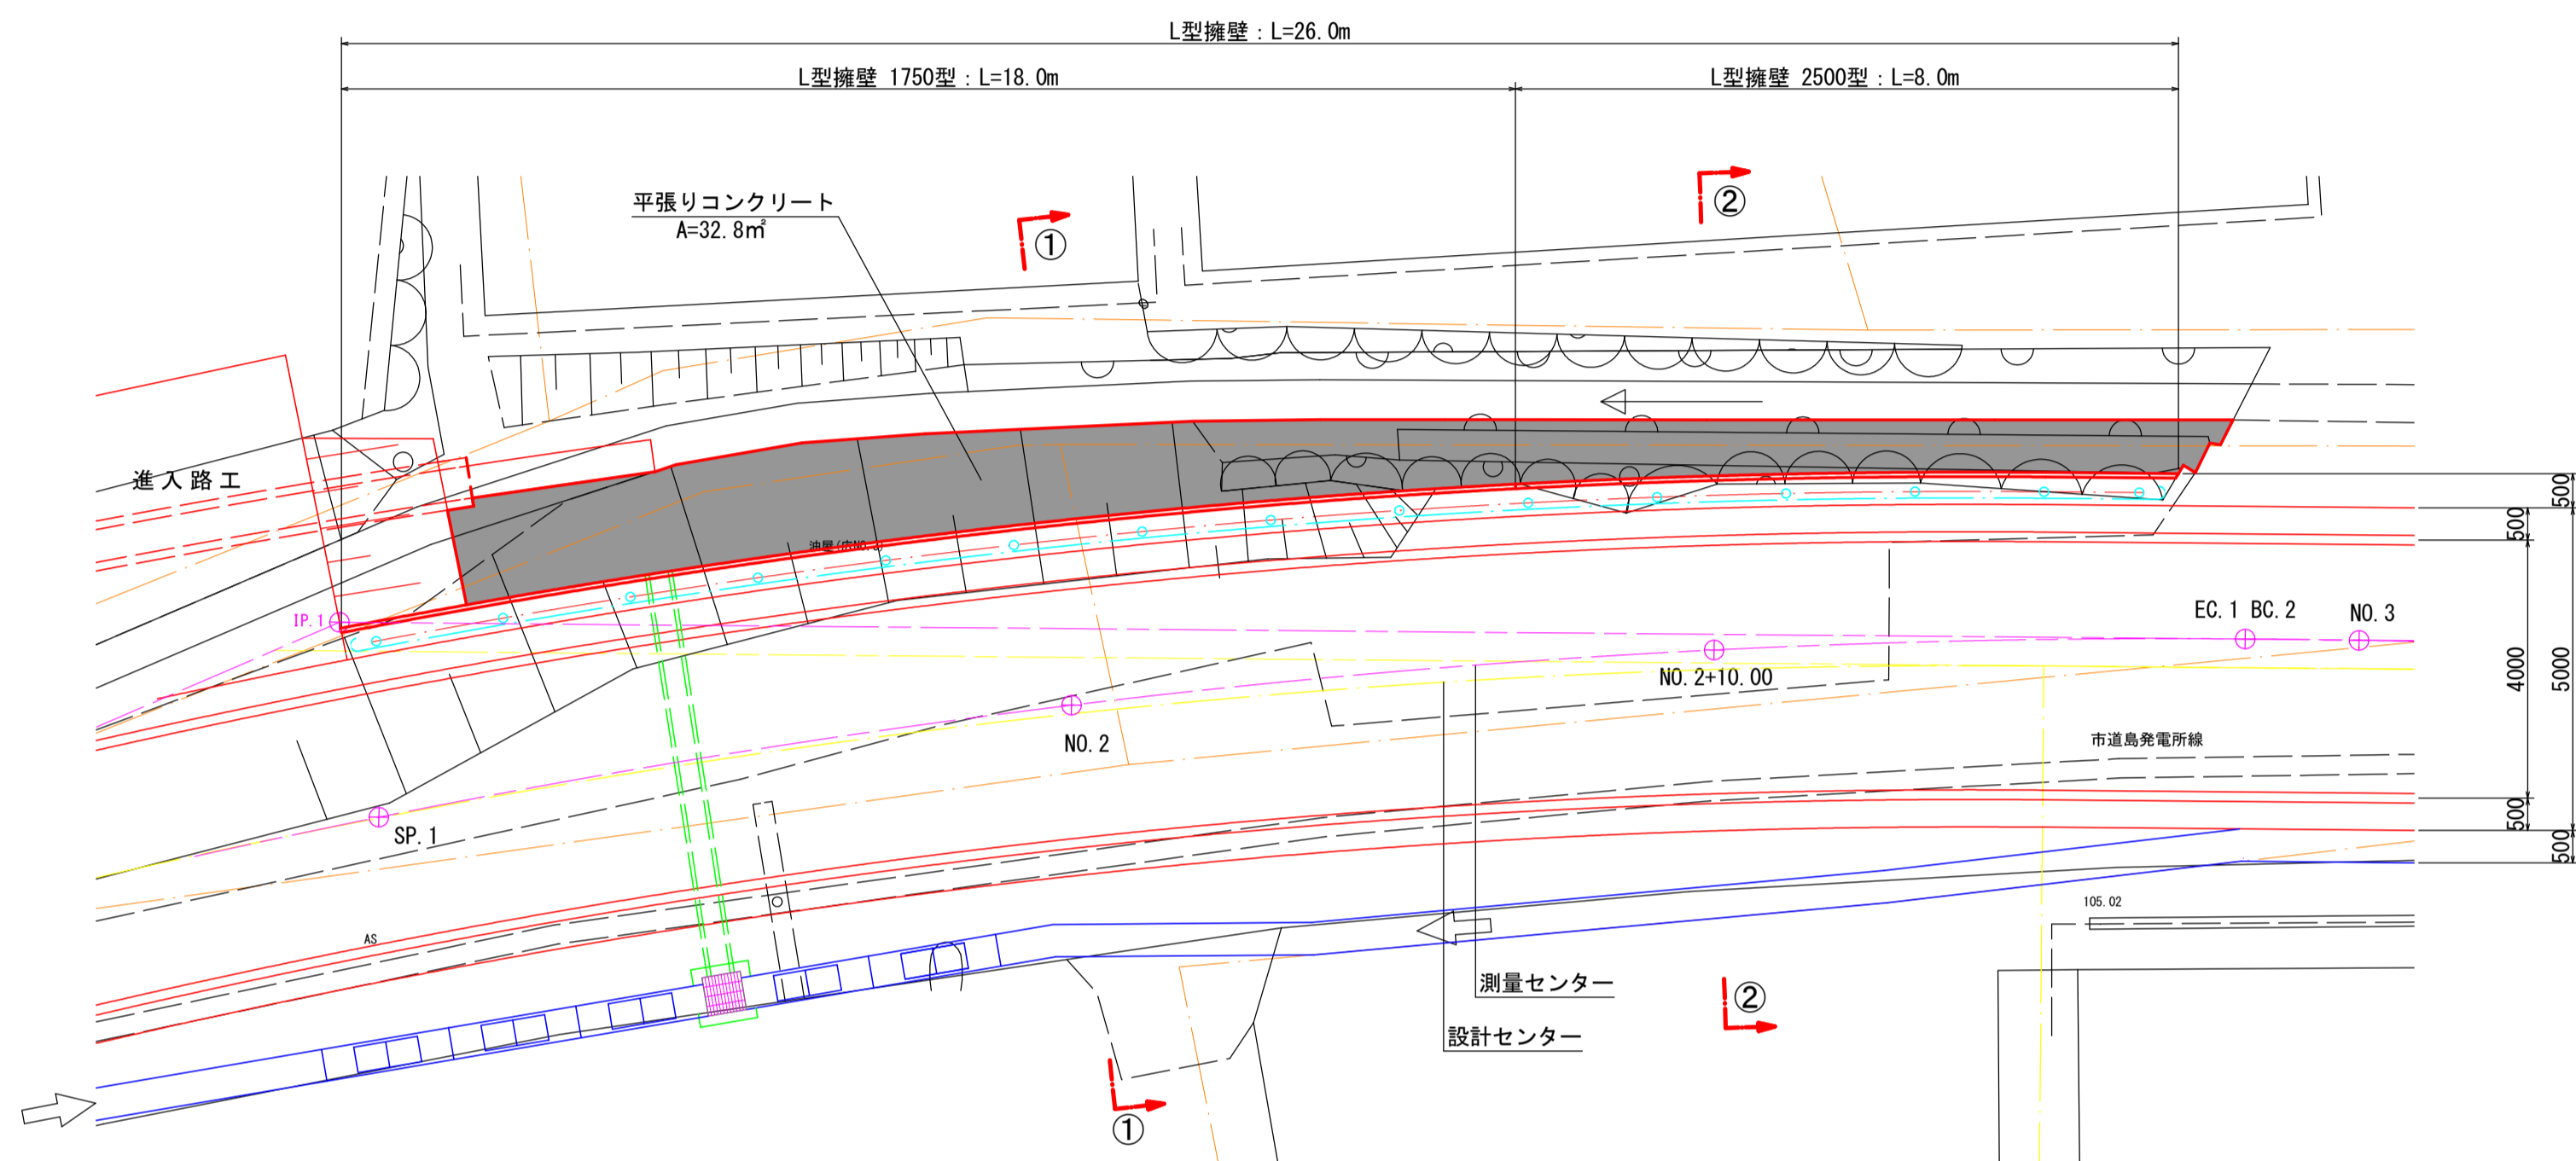 L型擁壁：L=26.0m
L型擁壁 1750型：L=18.0m
L型擁壁 2500型：L=8.0m
平張りコンクリート
A=32.8㎡
①
②
進入路工
IP.1
500
500
4000
5000
500
500
EC.1 BC.2
NO.3
NO.2+10.00
NO.2
市道島発電所線
SP.1
AS
105.02
測量センター
設計センター
②
①